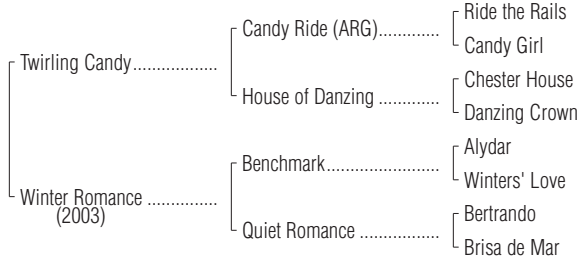 Ride the Rails
Candy Ride (ARG).............
Candy Girl
Twirling Candy..................
Chester House
House of Danzing .............
Danzing Crown
Alydar
Benchmark........................
Winters' Love
Winter Romance ...............
(2003)
Bertrando
Quiet Romance .................
Brisa de Mar